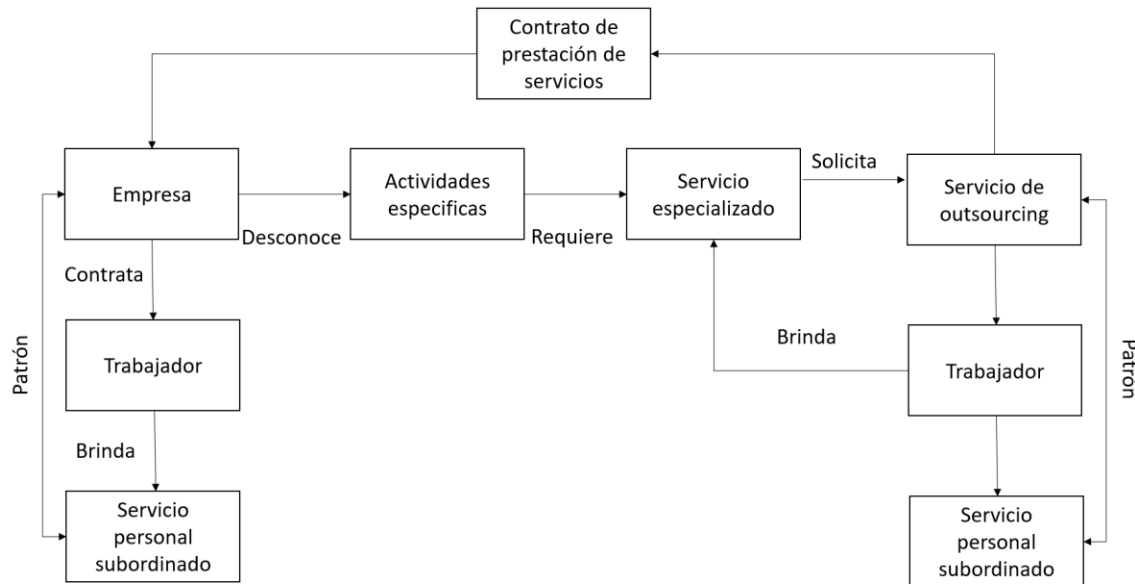 Contrato de
prestación de
servicios
Empresa
Desconoce
Actividades
especificas
Requiere
Servicio
especializado
Solicita
Servicio de
outsourcing
Contrata
Patrón
Trabajador
Brinda
Brinda
Trabajador
Patron
Servicio
personal
subordinado
Servicio
personal
subordinado